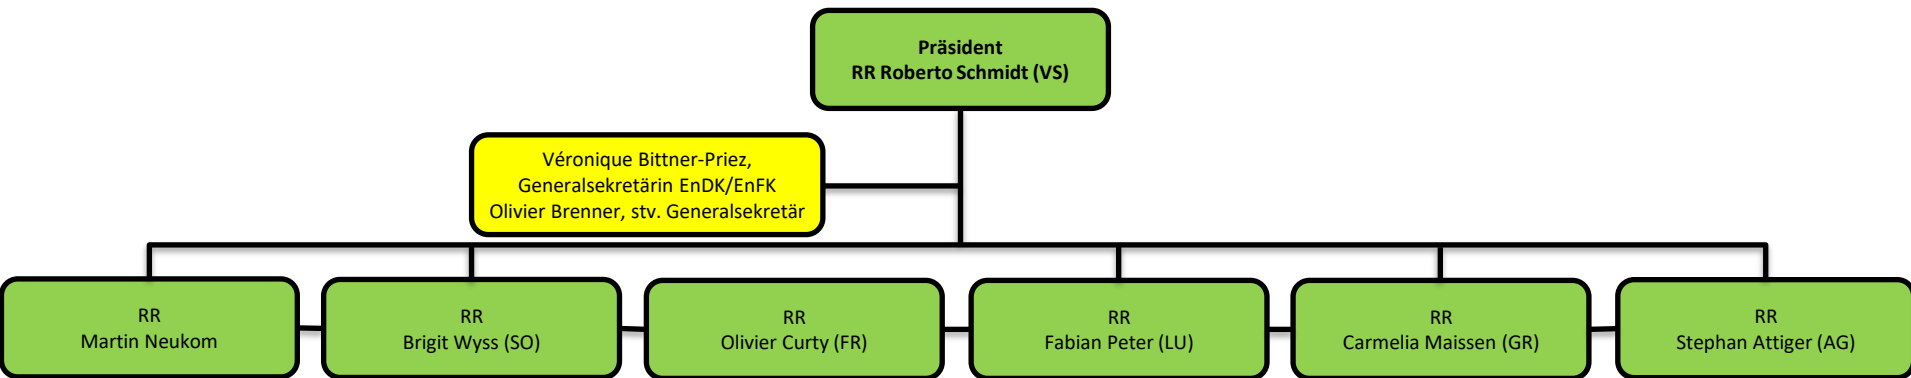 Präsident
RR Roberto Schmidt (VS)
Véronique Bittner-Priez,
Generalsekretärin EnDK/EnFK
Olivier Brenner, stv. Generalsekretär
RR
Martin Neukom
RR
Brigit Wyss (SO)
RR
Olivier Curty (FR)
RR
Fabian Peter (LU)
RR
Carmelia Maissen (GR)
RR
Stephan Attiger (AG)